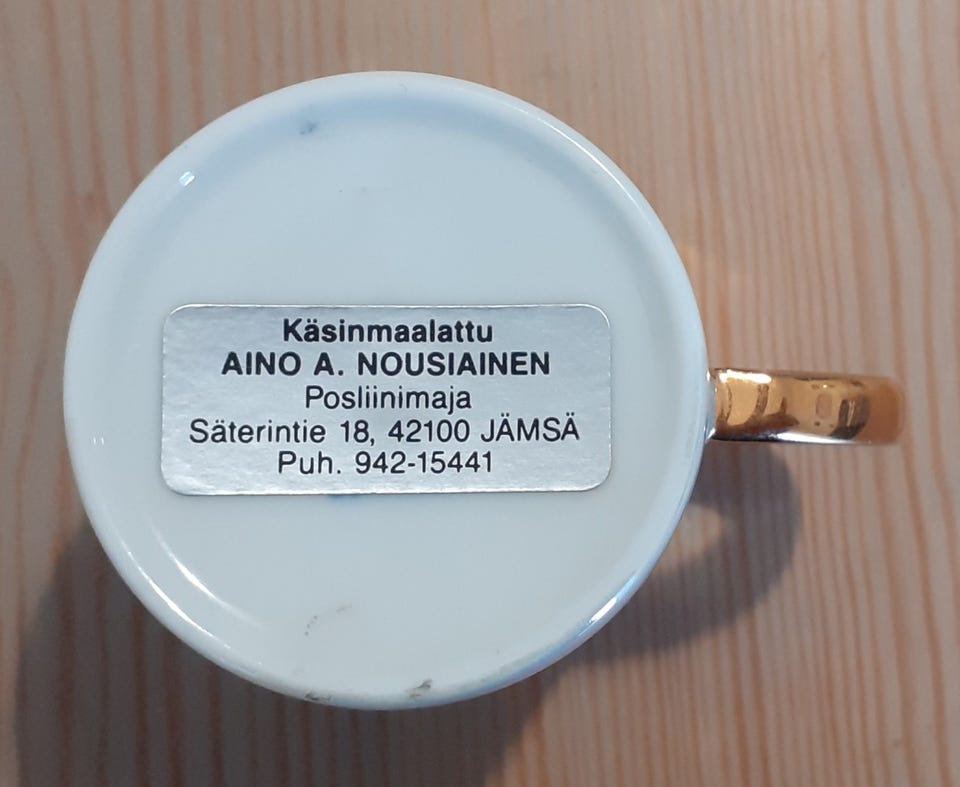 Käsinmaalattu
AINO A. NOUSIAINEN
Posliinimaja
Säterintie 18, 42100 JÄMSÄ
Puh. 942-15441